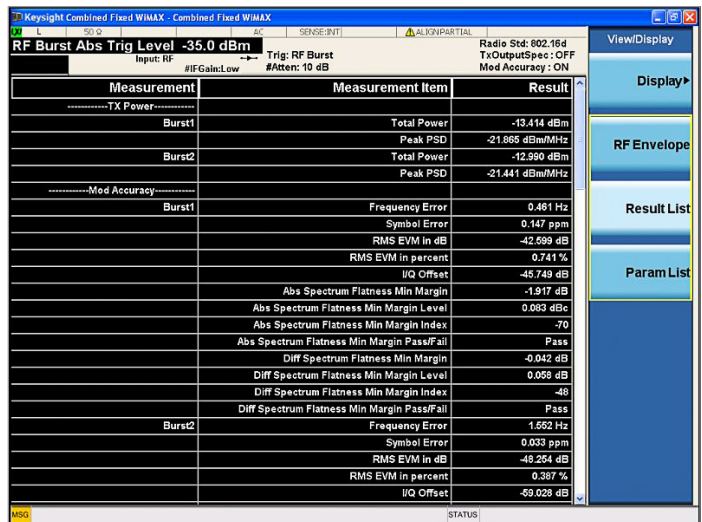 Keysight Combined Fixed WiMAX - Combined Fixed WiMAX
LXI L 50 Ω AC SENSE:INT ALIGN PARTIAL
RF Burst Abs Trig Level -35.0 dBm
Input: RF
#IFGain:Low
Trig: RF Burst
#Atten: 10 dB
Radio Std: 802.16d
TxOutputSpec : OFF
Mod Accuracy : ON
Measurement Measurement Item Result
------------TX Power------------
Burst1 Total Power -13.414 dBm
Peak PSD -21.865 dBm/MHz
Burst2 Total Power -12.990 dBm
Peak PSD -21.441 dBm/MHz
------------Mod Accuracy-----------
Burst1 Frequency Error 0.461 Hz
Symbol Error 0.147 ppm
RMS EVM in dB -42.599 dB
RMS EVM in percent 0.741 %
I/Q Offset -45.749 dB
Abs Spectrum Flatness Min Margin -1.917 dB
Abs Spectrum Flatness Min Margin Level 0.083 dBc
Abs Spectrum Flatness Min Margin Index -70
Abs Spectrum Flatness Min Margin Pass/Fail Pass
Diff Spectrum Flatness Min Margin -0.042 dB
Diff Spectrum Flatness Min Margin Level 0.058 dB
Diff Spectrum Flatness Min Margin Index -48
Diff Spectrum Flatness Min Margin Pass/Fail Pass
Burst2 Frequency Error 1.552 Hz
Symbol Error 0.033 ppm
RMS EVM in dB -48.254 dB
RMS EVM in percent 0.387 %
I/Q Offset -59.028 dB
MSG STATUS
View/Display
Display
RF Envelope
Result List
Param List